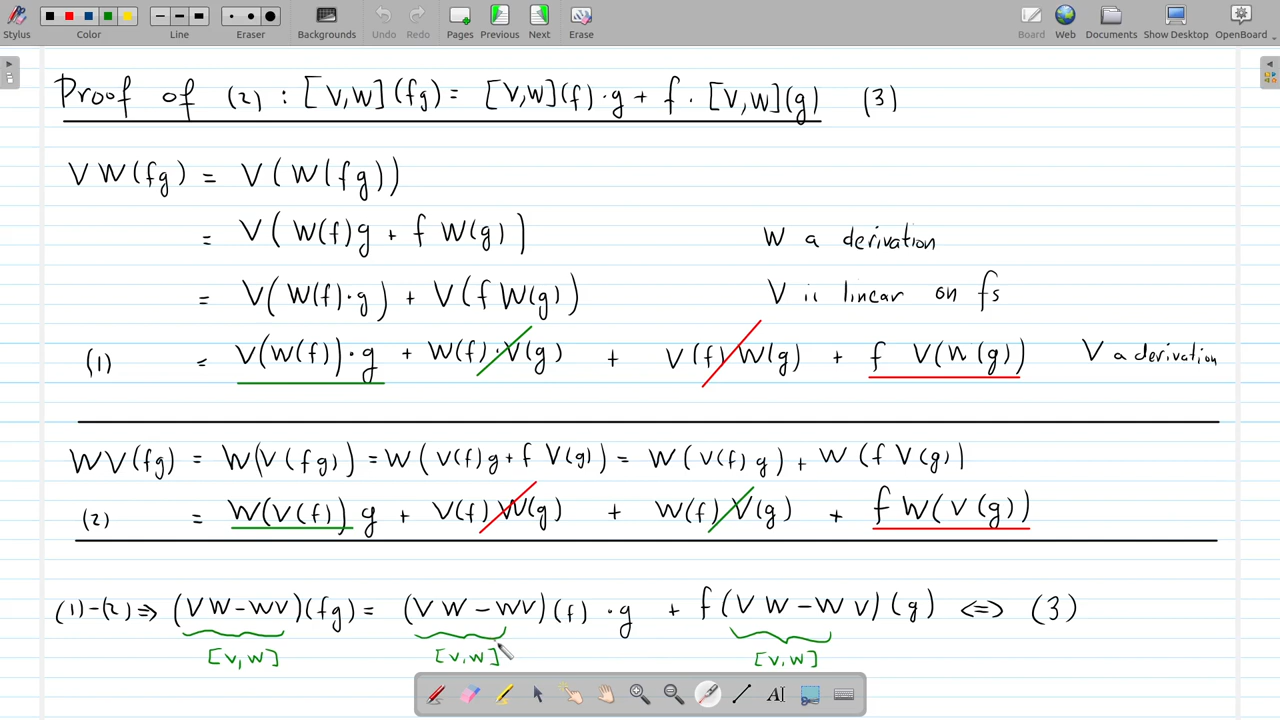 Stylus Color Line Eraser Backgrounds Undo Redo Pages Previous Next Erase Board Web Documents Show Desktop OpenBoard
Proof of (2) : [V,W](fg) = [V,W](f)·g + f · [V,W](g) (3)
VW(fg) = V(W(fg))
= V( W(f)g + f W(g) ) W a derivation
= V( W(f)·g ) + V( f W(g) ) V is linear on fs
(1) = V(W(f))·g + W(f)·V(g) + V(f) W(g) + f V(W(g)) V a derivation
WV(fg) = W(V(fg)) = W( V(f)g + f V(g) ) = W( V(f) g ) + W( f V(g) )
(2) = W(V(f)) g + V(f) W(g) + W(f) V(g) + f W(V(g))
(1)-(2) ⇒ (VW-WV)(fg) = (VW-WV)(f) · g + f(VW-WV)(g) ⇔ (3)
[V,W] [V,W] [V,W]